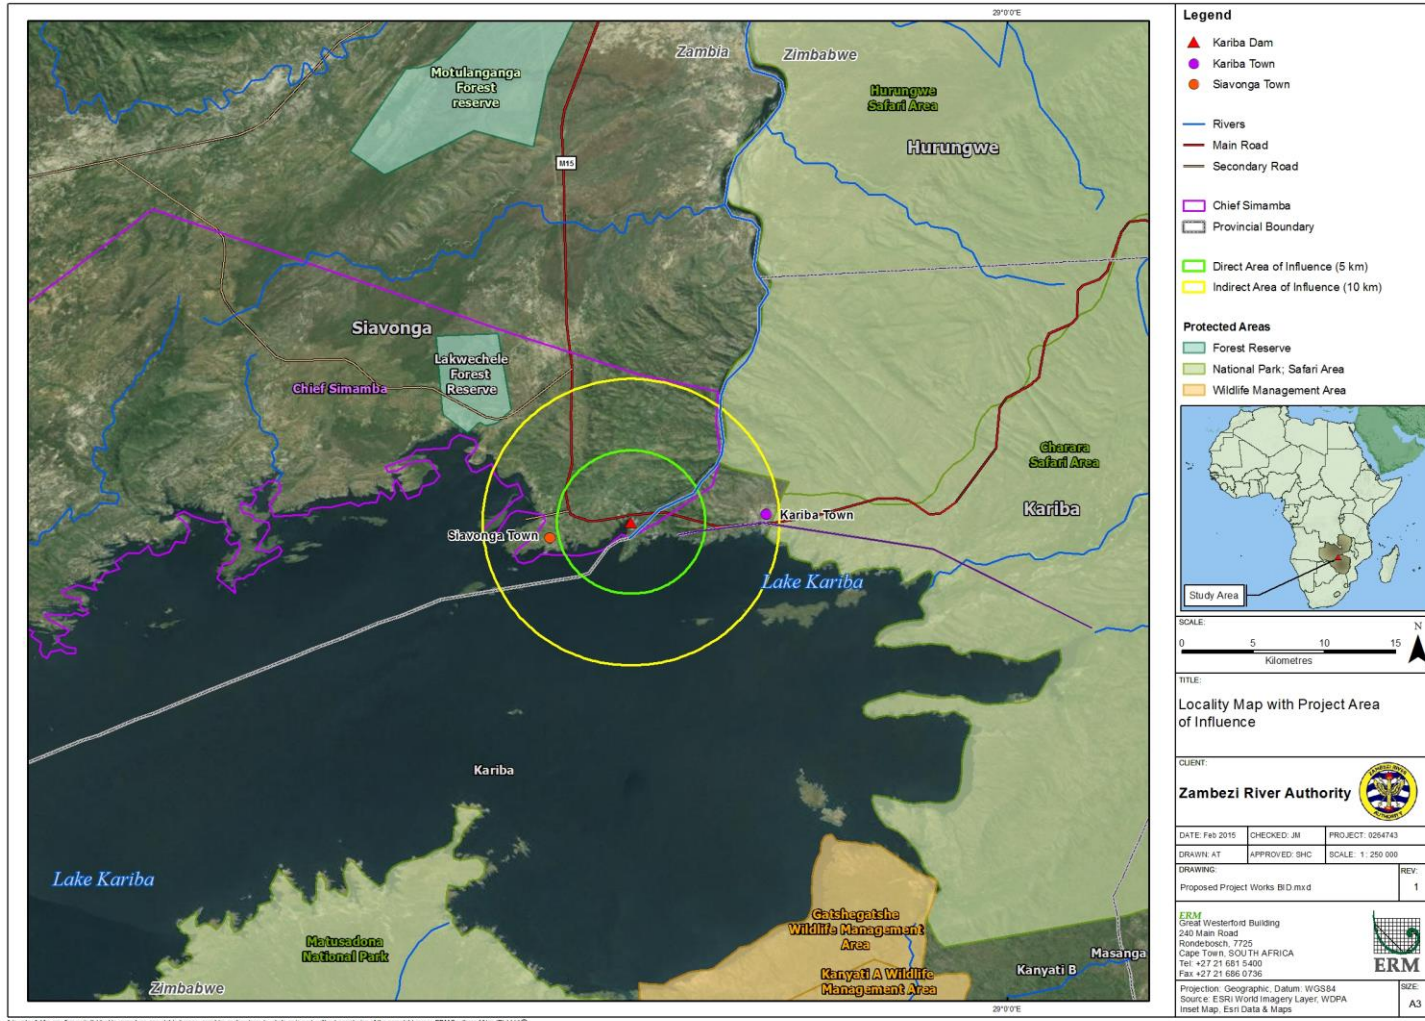 29°0'0"E
Zambia
Zimbabwe
Motulanganga
Forest
reserve
Hurungwe
Safari Area
Hurungwe
M15
Siavonga
Lakwechele
Forest
Reserve
Chief Simamba
Charara
Safari Area
Kariba
Kariba Town
Siavonga Town
Lake Kariba
Kariba
Lake Kariba
Matusadona
National Park
Zimbabwe
Gatshegatshe
Wildlife Management
Area
Kanyati A Wildlife
Management Area
Kanyati B
Masanga
29°0'0"E
Legend
Kariba Dam
Kariba Town
Siavonga Town
Rivers
Main Road
Secondary Road
Chief Simamba
Provincial Boundary
Direct Area of Influence (5 km)
Indirect Area of Influence (10 km)
Protected Areas
Forest Reserve
National Park; Safari Area
Wildlife Management Area
Study Area
SCALE:
N
0 5 10 15
Kilometres
TITLE:
Locality Map with Project Area
of Influence
CLIENT:
Zambezi River Authority
ZAMBEZI RIVER
AUTHORITY
DATE: Feb 2015 CHECKED: JM PROJECT: 0264743
DRAWN: AT APPROVED: SHC SCALE: 1: 250 000
DRAWING: REV:
Proposed Project Works BID.mxd 1
ERM
Great Westerford Building
240 Main Road
Rondebosch, 7725
Cape Town, SOUTH AFRICA
Tel: +27 21 681 5400
Fax +27 21 686 0736
ERM
Projection: Geographic, Datum: WGS84
Source: ESRi World Imagery Layer, WDPA
Inset Map, Esri Data & Maps
SIZE:
A3